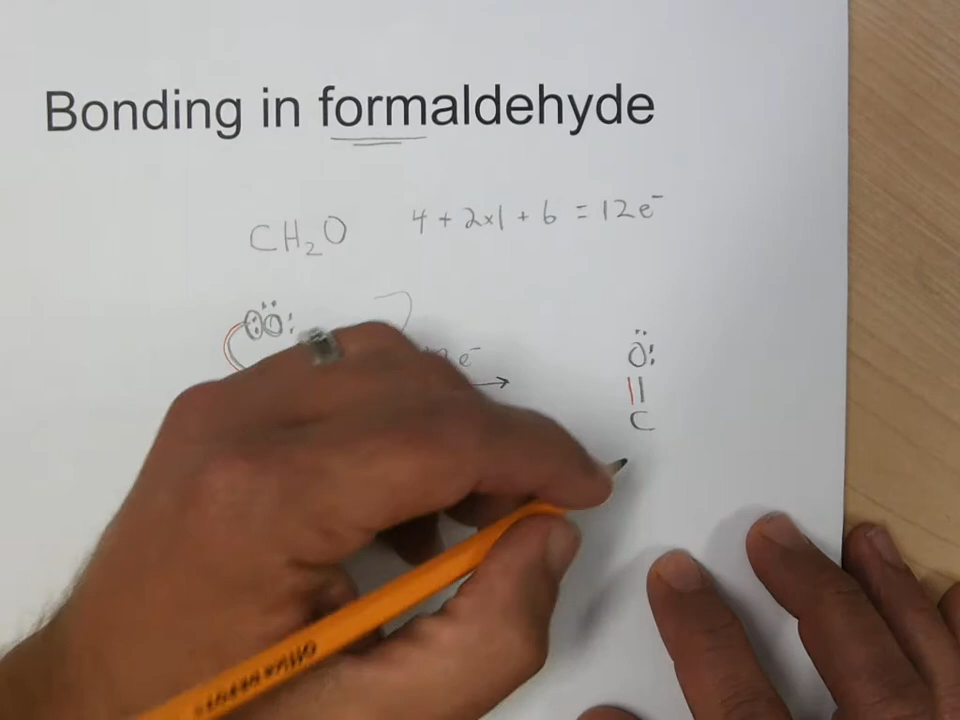 Bonding in formaldehyde
CH₂O 4 + 2x1 + 6 = 12e⁻
O O
e⁻
O
C